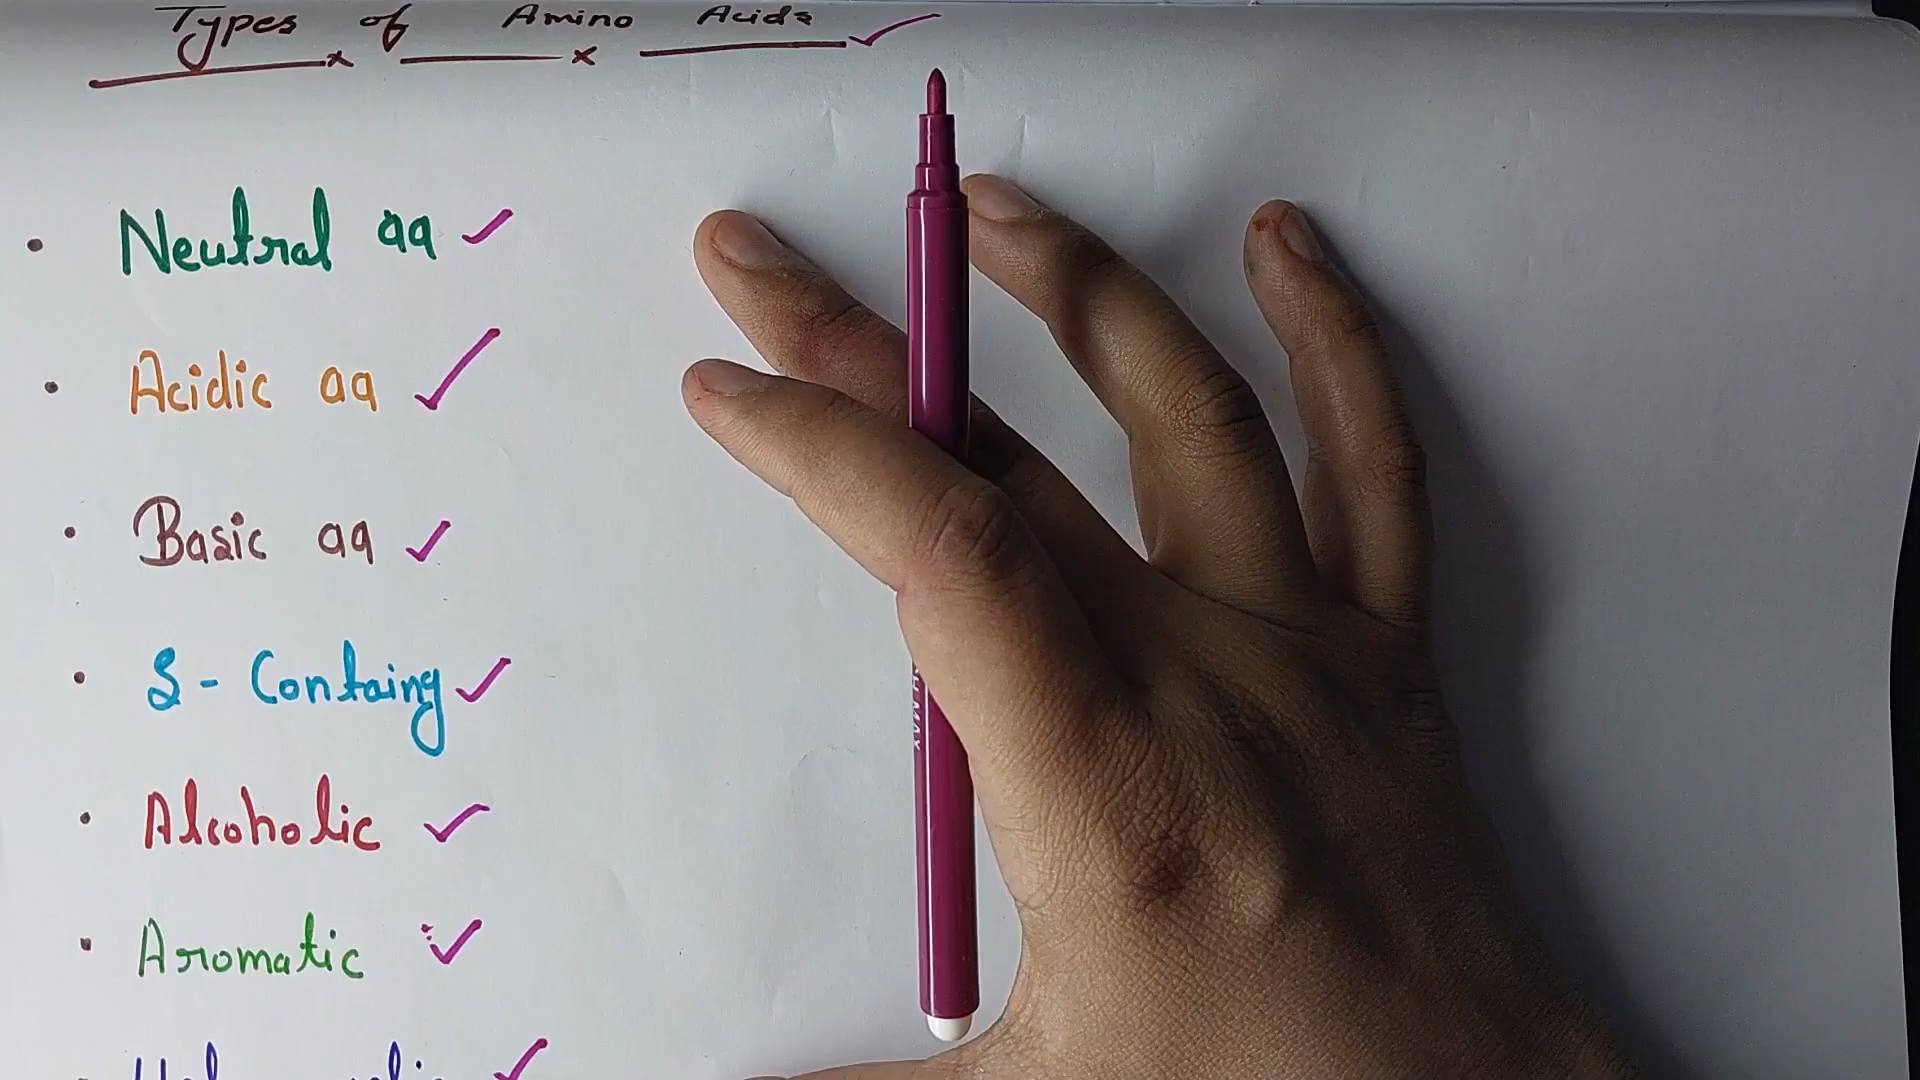 Types of Amino Acids
Neutral aa
Acidic aa
Basic aa
S- Containg
Alcoholic
Aromatic